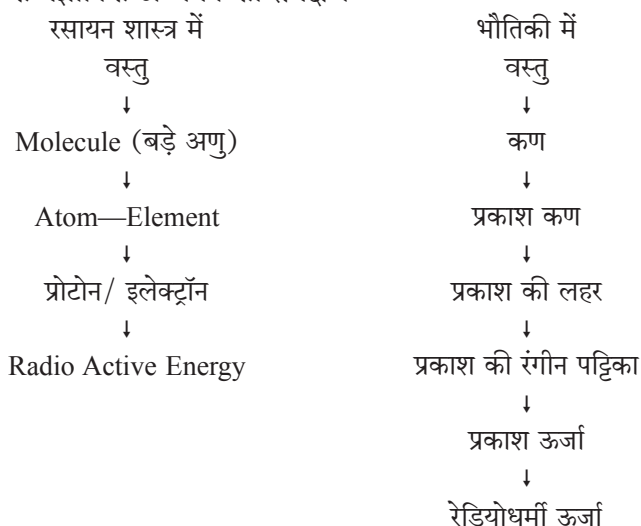 रसायन शास्त्र में
वस्तु
↓
Molecule (बड़े अणु)
↓
Atom—Element
↓
प्रोटोन/ इलेक्ट्रॉन
↓
Radio Active Energy
भौतिकी में
वस्तु
↓
कण
↓
प्रकाश कण
↓
प्रकाश की लहर
↓
प्रकाश की रंगीन पट्टिका
↓
प्रकाश ऊर्जा
↓
रेडियोधर्मी ऊर्जा